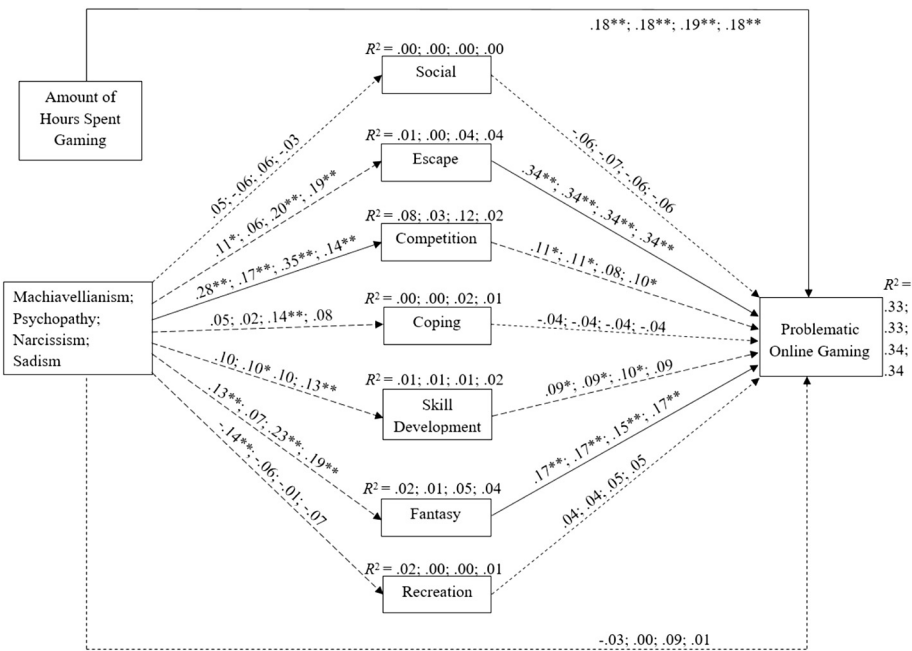 .18**; .18**; .19**; .18**
R² = .00; .00; .00; .00
Social
Amount of
Hours Spent
Gaming
.05; -.06; .06; -.03
-.06; -.07; -.06; -.06
R² = .01; .00; .04; .04
Escape
.11*; .06; .20**; .19**
.34**; .34**; .34**; .34**
R² = .08; .03; .12; .02
Competition
.28**; .17**; .35**; .14**
.11*; .11*; .08; .10*
Machiavellianism;
Psychopathy;
Narcissism;
Sadism
R² = .00; .00; .02; .01
Coping
.05; .02; .14**; .08
-.04; -.04; -.04; -.04
Problematic
Online Gaming
R² =
.33;
.33;
.34;
.34
.10; .10* .10; .13**
R² = .01; .01; .01; .02
Skill
Development
.09*; .09*; .10*; .09
.13**; .07; .23**; .19**
R² = .02; .01; .05; .04
Fantasy
.17**; .17**; .15**; .17**
-.14**; -.06; -.01; -.07
R² = .02; .00; .00; .01
Recreation
.04; .04; .05; .05
-.03; .00; .09; .01